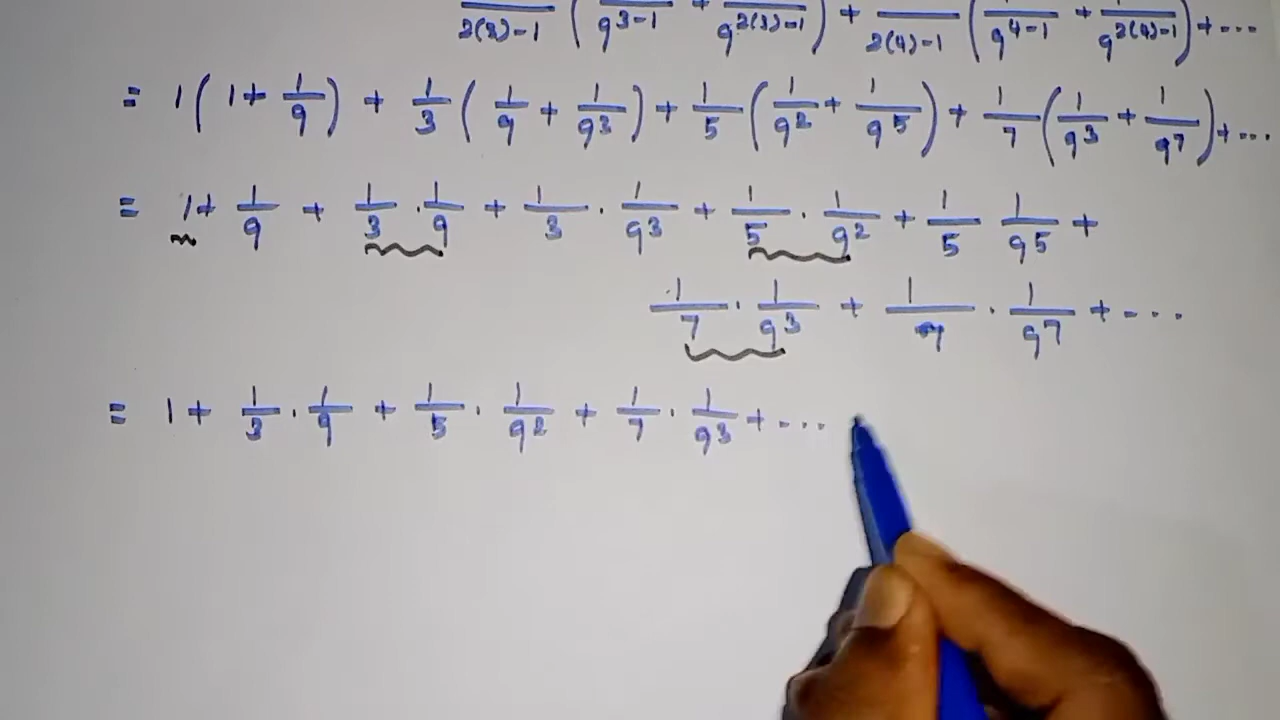 1/(2(3)-1) ( 1/9^(3-1) + 1/9^(2(3)-1) ) + 1/(2(4)-1) ( 1/9^(4-1) + 1/9^(2(4)-1) ) + ...
= 1 ( 1 + 1/9 ) + 1/3 ( 1/9 + 1/9^3 ) + 1/5 ( 1/9^2 + 1/9^5 ) + 1/7 ( 1/9^3 + 1/9^7 ) + ...
= 1 + 1/9 + 1/3 . 1/9 + 1/3 . 1/9^3 + 1/5 . 1/9^2 + 1/5 1/9^5 +
1/7 . 1/9^3 + 1/7 . 1/9^7 + ...
= 1 + 1/3 . 1/9 + 1/5 . 1/9^2 + 1/7 . 1/9^3 + ...